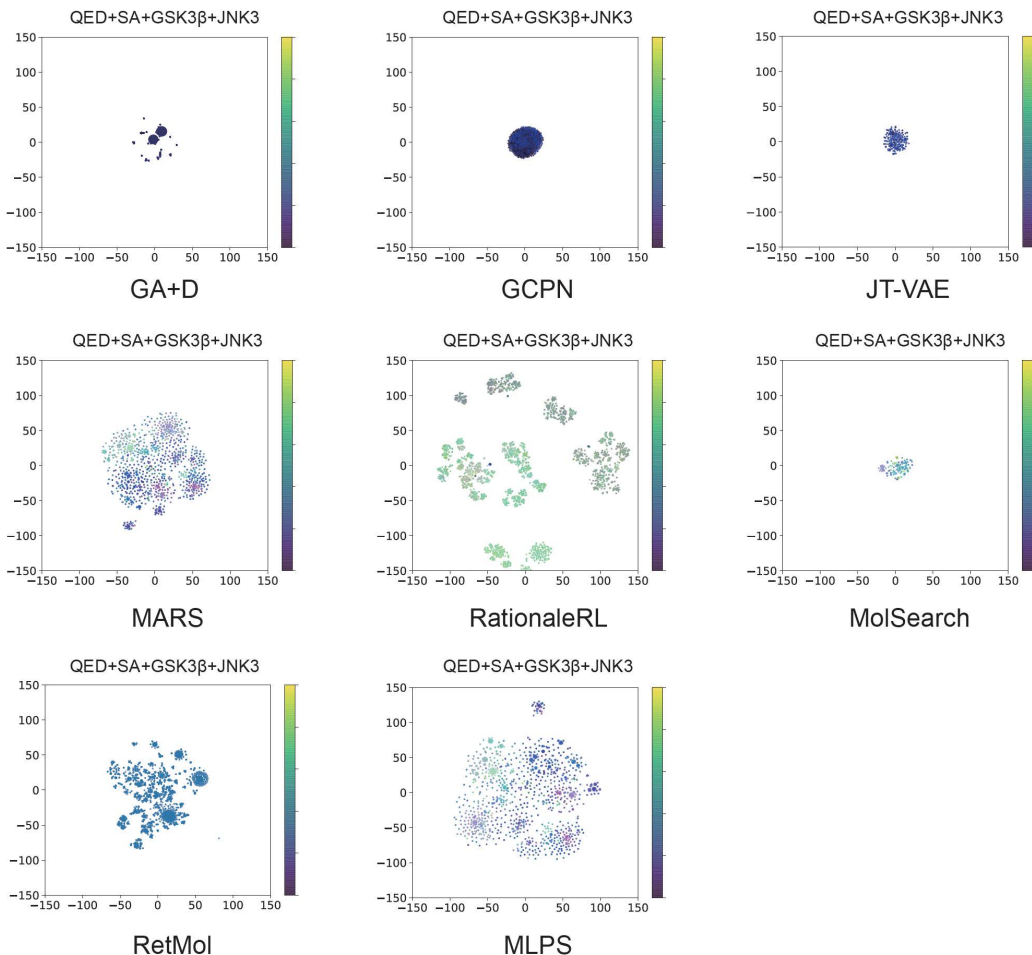 QED+SA+GSK3β+JNK3 QED+SA+GSK3β+JNK3 QED+SA+GSK3β+JNK3
150 150 150
100 100 100
50 50 50
0 0 0
−50 −50 −50
−100 −100 −100
−150 −150 −150
−150 −100 −50 0 50 100 150 −150 −100 −50 0 50 100 150 −150 −100 −50 0 50 100 150
GA+D GCPN JT-VAE
QED+SA+GSK3β+JNK3 QED+SA+GSK3β+JNK3 QED+SA+GSK3β+JNK3
150 150 150
100 100 100
50 50 50
0 0 0
−50 −50 −50
−100 −100 −100
−150 −150 −150
−150 −100 −50 0 50 100 150 −150 −100 −50 0 50 100 150 −150 −100 −50 0 50 100 150
MARS RationaleRL MolSearch
QED+SA+GSK3β+JNK3 QED+SA+GSK3β+JNK3
150 150
100 100
50 50
0 0
−50 −50
−100 −100
−150 −150
−150 −100 −50 0 50 100 150 −150 −100 −50 0 50 100 150
RetMol MLPS